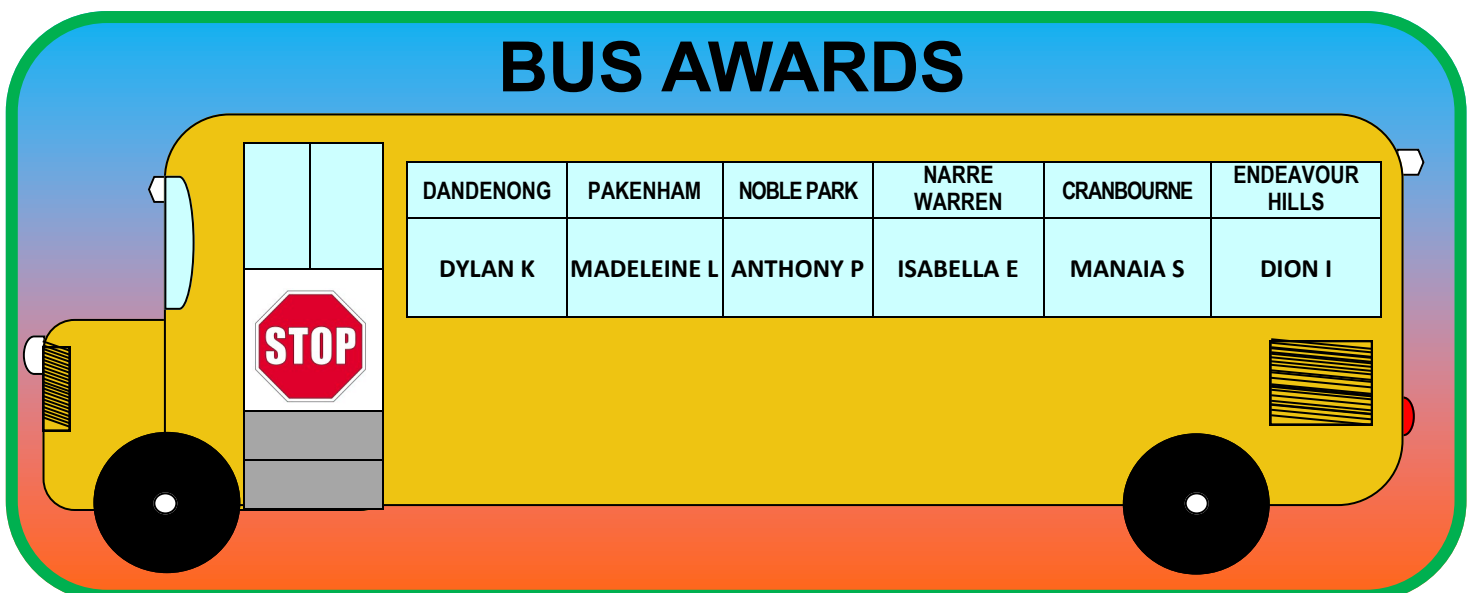 BUS AWARDS
DANDENONG
PAKENHAM
NOBLE PARK
NARRE
WARREN
CRANBOURNE
ENDEAVOUR
HILLS
DYLAN K
MADELEINE L
ANTHONY P
ISABELLA E
MANAIA S
DION I
STOP